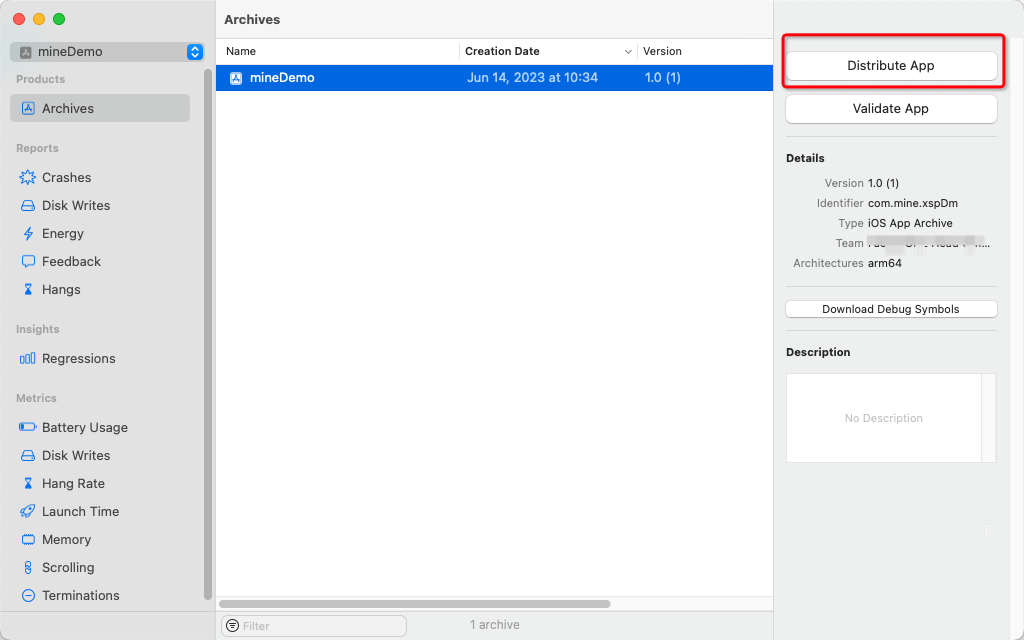 mineDemo
Products
Archives
Reports
Crashes
Disk Writes
Energy
Feedback
Hangs
Insights
Regressions
Metrics
Battery Usage
Disk Writes
Hang Rate
Launch Time
Memory
Scrolling
Terminations
Archives
Name Creation Date Version
mineDemo Jun 14, 2023 at 10:34 1.0 (1)
Filter
1 archive
Distribute App
Validate App
Details
Version 1.0 (1)
Identifier com.mine.xspDm
Type iOS App Archive
Team
Architectures arm64
Download Debug Symbols
Description
No Description